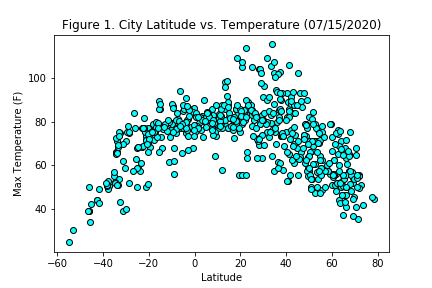 Figure 1. City Latitude vs. Temperature (07/15/2020)
Max Temperature (F)
100
80
60
40
−60 −40 −20 0 20 40 60 80
Latitude